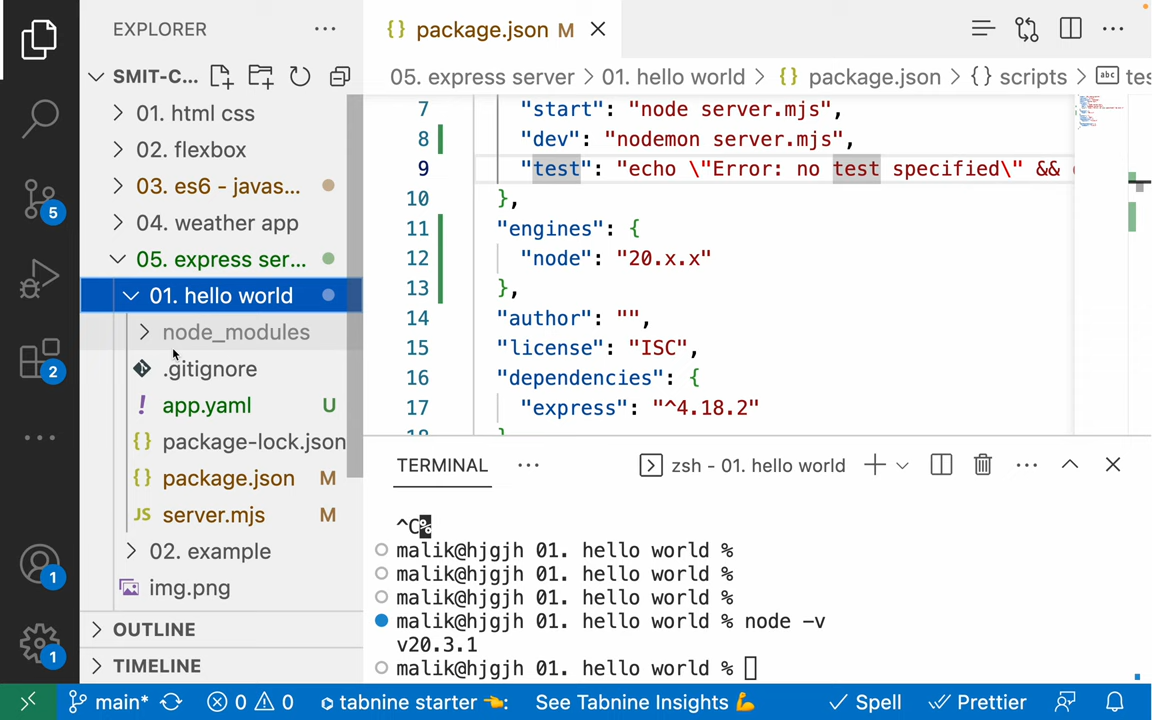 EXPLORER
SMIT-C...
01. html css
02. flexbox
03. es6 - javas...
04. weather app
05. express ser...
01. hello world
node_modules
.gitignore
app.yaml U
package-lock.json
package.json M
server.mjs M
02. example
img.png
OUTLINE
TIMELINE
5
2
1
1
package.json M
05. express server > 01. hello world > {} package.json > {} scripts > abc tes
7 "start": "node server.mjs",
8 "dev": "nodemon server.mjs",
9 "test": "echo \"Error: no test specified\" &&
10 },
11 "engines": {
12 "node": "20.x.x"
13 },
14 "author": "",
15 "license": "ISC",
16 "dependencies": {
17 "express": "^4.18.2"
TERMINAL
zsh - 01. hello world
^C%
malik@hjgjh 01. hello world %
malik@hjgjh 01. hello world %
malik@hjgjh 01. hello world %
malik@hjgjh 01. hello world % node -v
v20.3.1
malik@hjgjh 01. hello world %
main* 0 0 tabnine starter 👈: See Tabnine Insights 💪 Spell Prettier